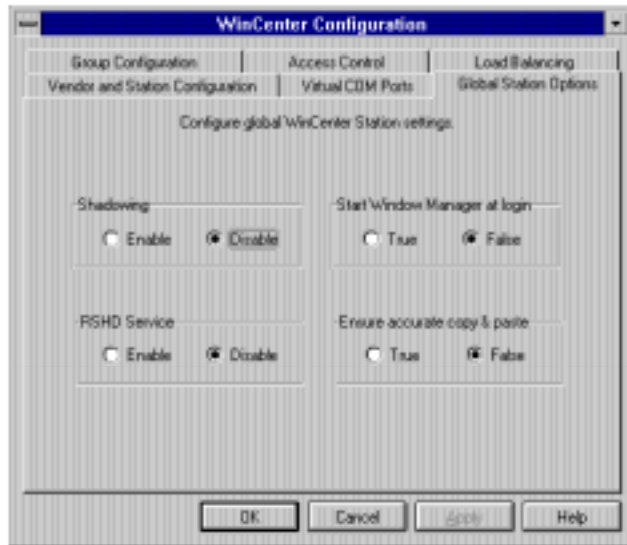 WinCenter Configuration
Group Configuration Access Control Load Balancing
Vendor and Station Configuration Virtual COM Ports Global Station Options
Configure global WinCenter Station settings.
Shadowing Start Window Manager at login
Enable Disable True False
RSHD Service Ensure accurate copy & paste
Enable Disable True False
OK Cancel Apply Help